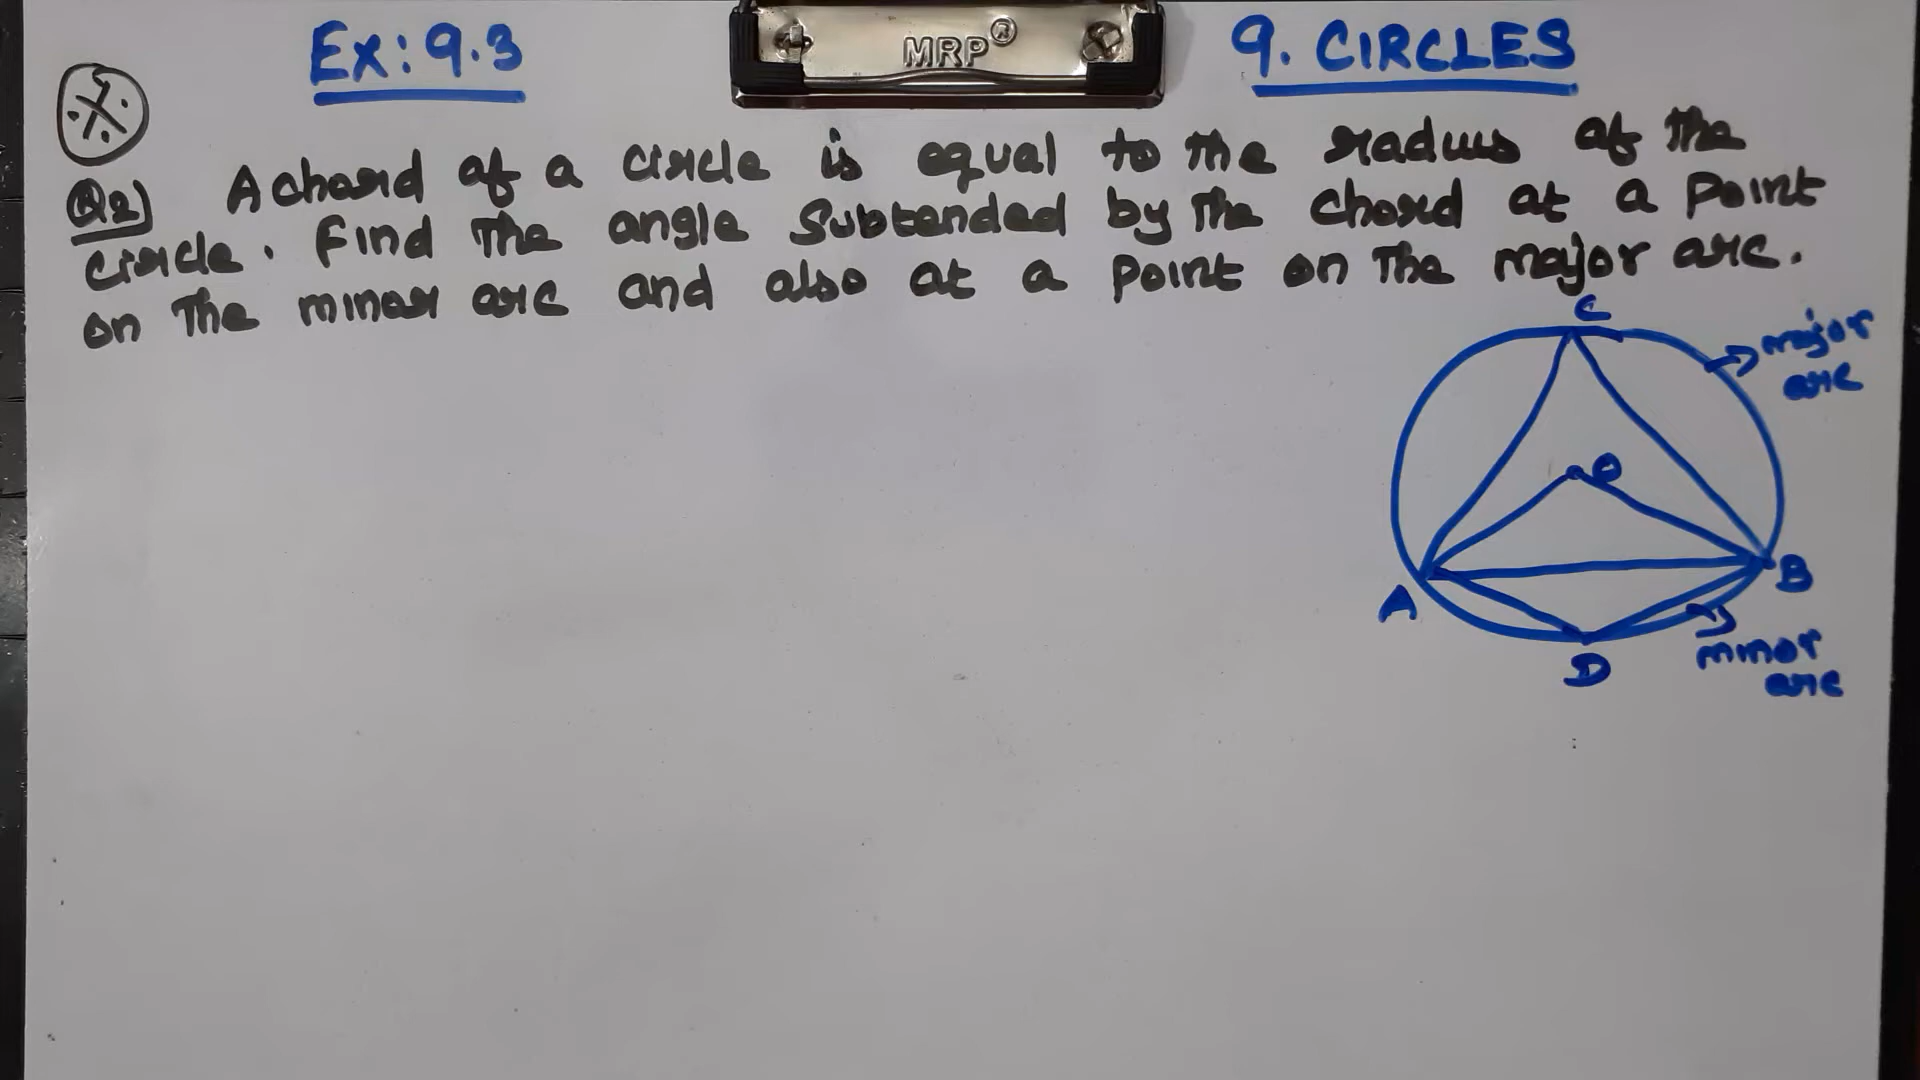 Ex: 9.3
MRP®
9. CIRCLES
Q2) A chord of a circle is equal to the radius of the
circle. Find the angle subtended by the chord at a point
on the minor arc and also at a point on the major arc.
C
major
arc
O
A
B
D
minor
arc